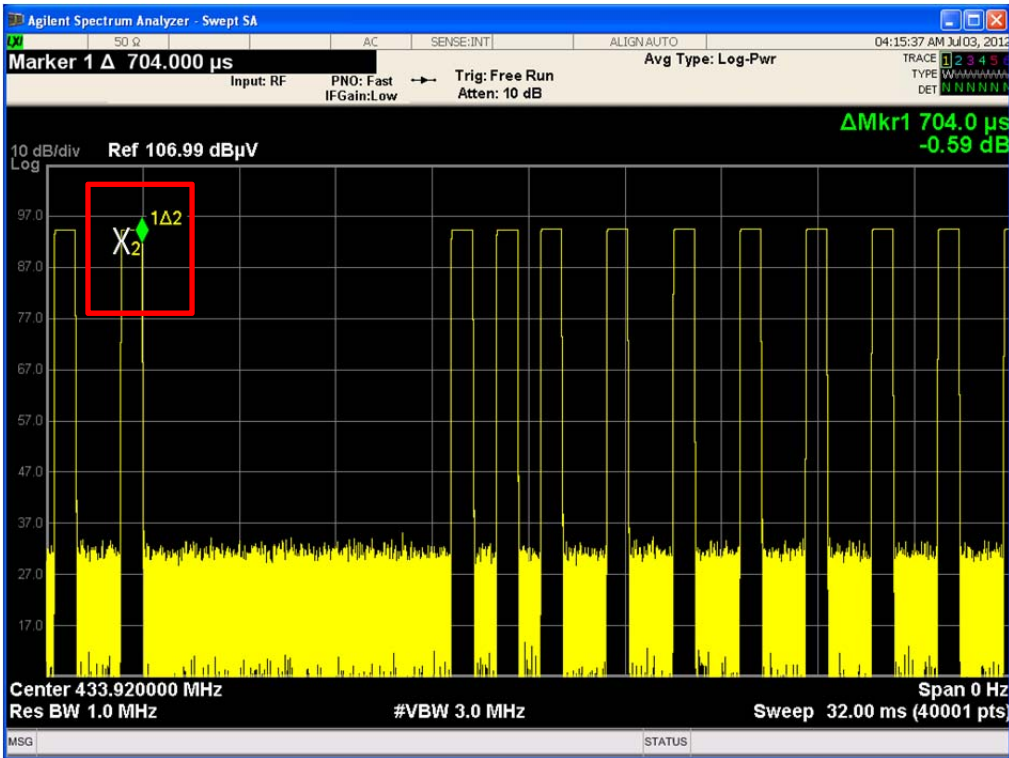 Agilent Spectrum Analyzer - Swept SA
LXI 50 Ω AC SENSE:INT ALIGNAUTO 04:15:37 AM Jul 03, 2012
Marker 1 Δ 704.000 µs Avg Type: Log-Pwr TRACE 1 2 3 4 5 6
Input: RF PNO: Fast Trig: Free Run TYPE
IFGain:Low Atten: 10 dB DET N N N N N N
ΔMkr1 704.0 µs
10 dB/div Ref 106.99 dBµV -0.59 dB
Log
97.0
1Δ2
X2
87.0
77.0
67.0
57.0
47.0
37.0
27.0
17.0
Center 433.920000 MHz Span 0 Hz
Res BW 1.0 MHz #VBW 3.0 MHz Sweep 32.00 ms (40001 pts)
MSG STATUS